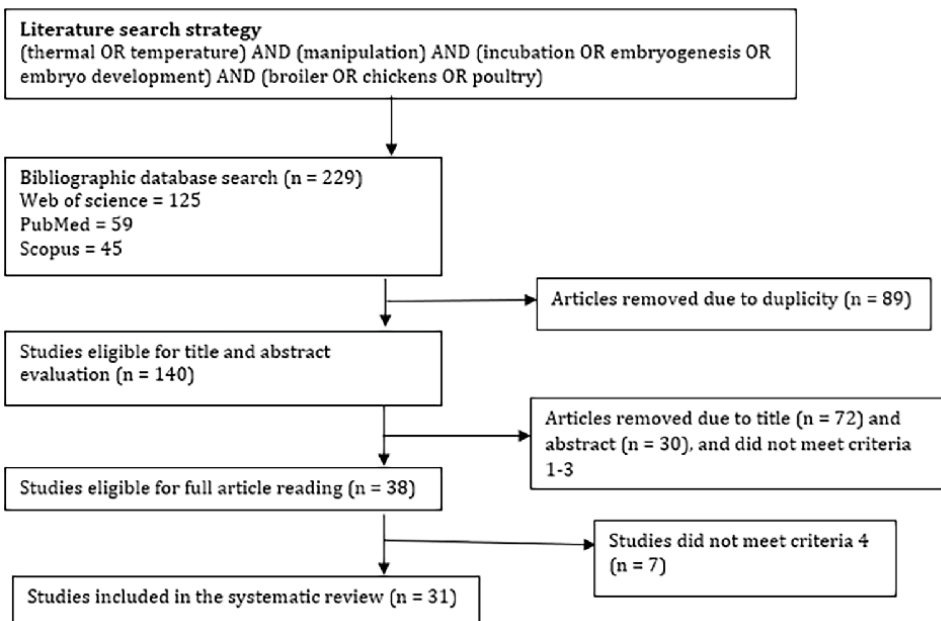 Literature search strategy
(thermal OR temperature) AND (manipulation) AND (incubation OR embryogenesis OR
embryo development) AND (broiler OR chickens OR poultry)
Bibliographic database search (n = 229)
Web of science = 125
PubMed = 59
Scopus = 45
Articles removed due to duplicity (n = 89)
Studies eligible for title and abstract
evaluation (n = 140)
Articles removed due to title (n = 72) and
abstract (n = 30), and did not meet criteria
1-3
Studies eligible for full article reading (n = 38)
Studies did not meet criteria 4
(n = 7)
Studies included in the systematic review (n = 31)